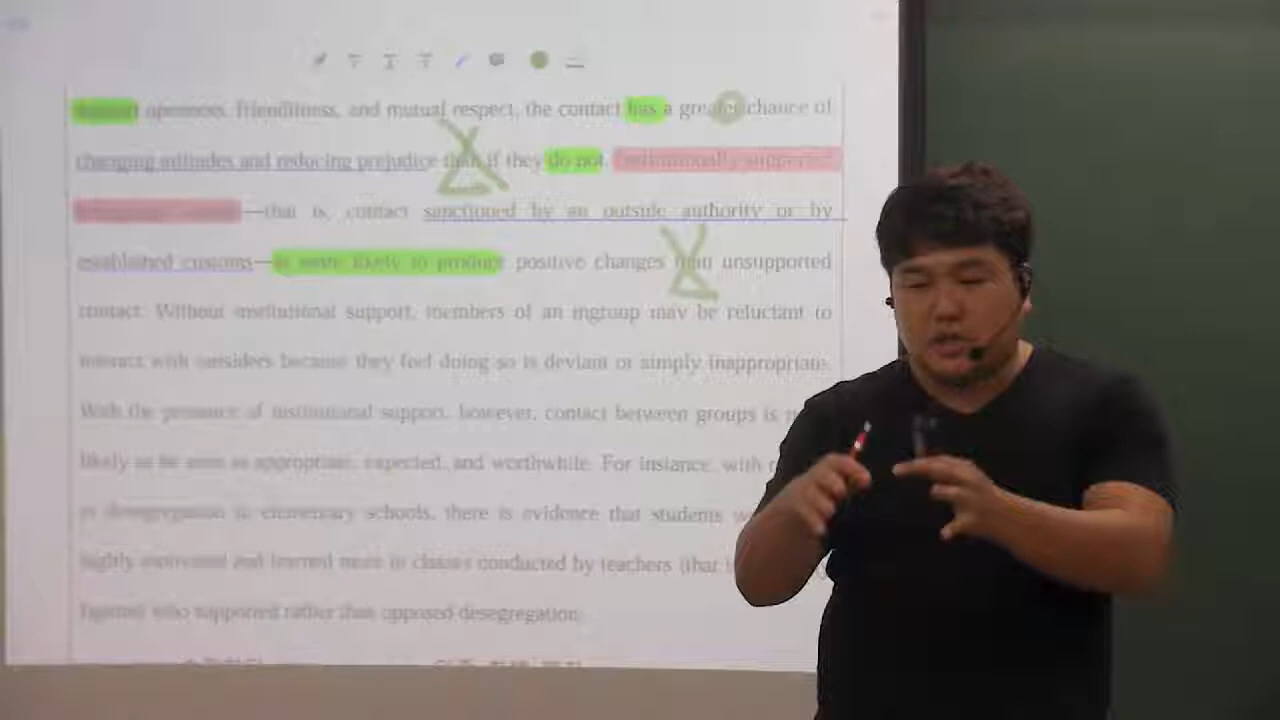 openness, friendliness, and mutual respect, the contact has a greater chance of
changing attitudes and reducing prejudice than if they do not. Institutionally supported
—that is, contact sanctioned by an outside authority or by
established customs—is more likely to produce positive changes than unsupported
contact. Without institutional support, members of an ingroup may be reluctant to
interact with outsiders because they feel doing so is deviant or simply inappropriate.
With the presence of institutional support, however, contact between groups is
likely to be seen as appropriate, expected, and worthwhile. For instance, with
to desegregation in elementary schools, there is evidence that students
highly motivated and learned more in classes conducted by teachers (that
figures) who supported rather than opposed desegregation.